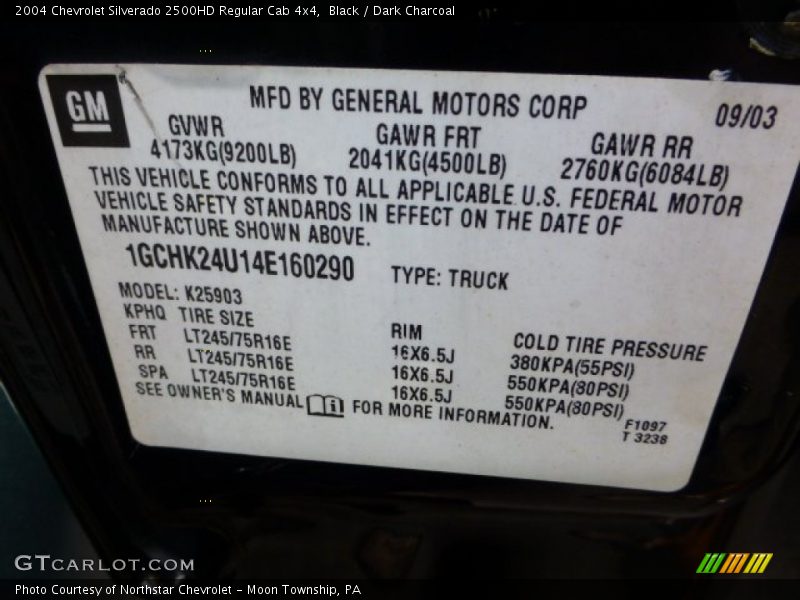 2004 Chevrolet Silverado 2500HD Regular Cab 4x4,  Black / Dark Charcoal
GM
MFD BY GENERAL MOTORS CORP
09/03
GVWR GAWR FRT GAWR RR
4173KG(9200LB) 2041KG(4500LB) 2760KG(6084LB)
THIS VEHICLE CONFORMS TO ALL APPLICABLE U.S. FEDERAL MOTOR
VEHICLE SAFETY STANDARDS IN EFFECT ON THE DATE OF
MANUFACTURE SHOWN ABOVE.
1GCHK24U14E160290 TYPE: TRUCK
MODEL: K25903
KPHQ TIRE SIZE RIM COLD TIRE PRESSURE
FRT LT245/75R16E 16X6.5J 380KPA(55PSI)
RR LT245/75R16E 16X6.5J 550KPA(80PSI)
SPA LT245/75R16E 16X6.5J 550KPA(80PSI)
SEE OWNER'S MANUAL i FOR MORE INFORMATION.
F1097
T 3238
GTCARLOT.COM
Photo Courtesy of Northstar Chevrolet – Moon Township, PA